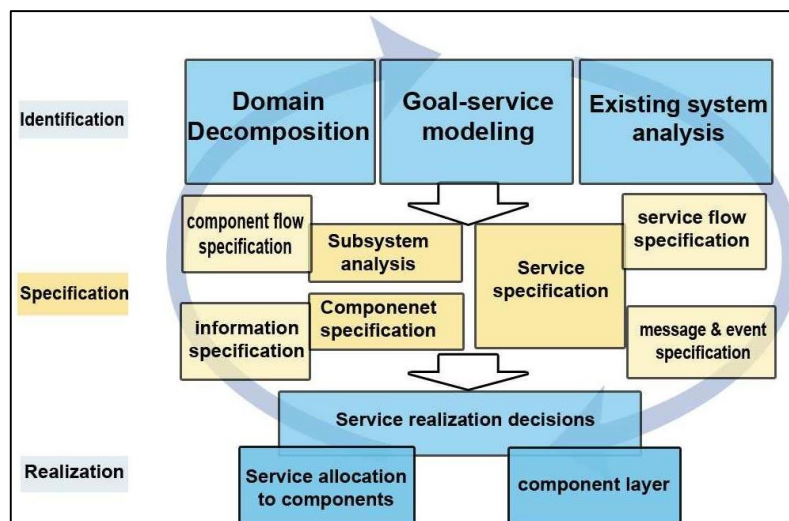 Identification
Domain
Decomposition
Goal-service
modeling
Existing system
analysis
Specification
component flow
specification
Subsystem
analysis
Service
specification
service flow
specification
information
specification
Componenet
specification
message & event
specification
Realization
Service realization decisions
Service allocation
to components
component layer